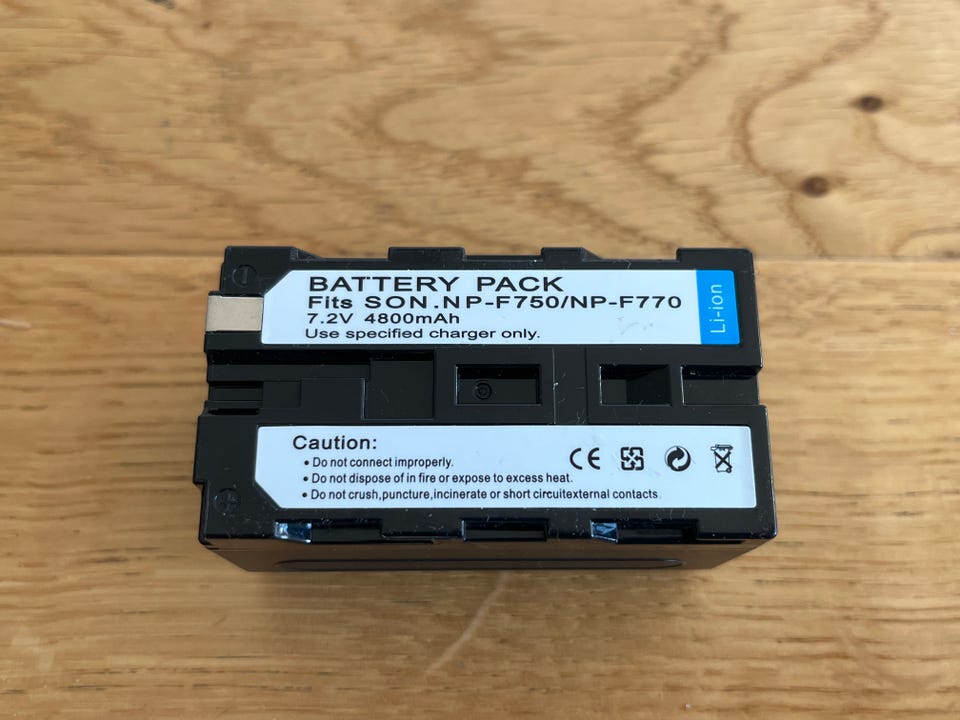 BATTERY PACK
Fits SON.NP-F750/NP-F770
7.2V 4800mAh
Use specified charger only.
Li-ion
Caution:
• Do not connect improperly.
• Do not dispose of in fire or expose to excess heat.
• Do not crush,puncture,incinerate or short circuitexternal contacts.
CE